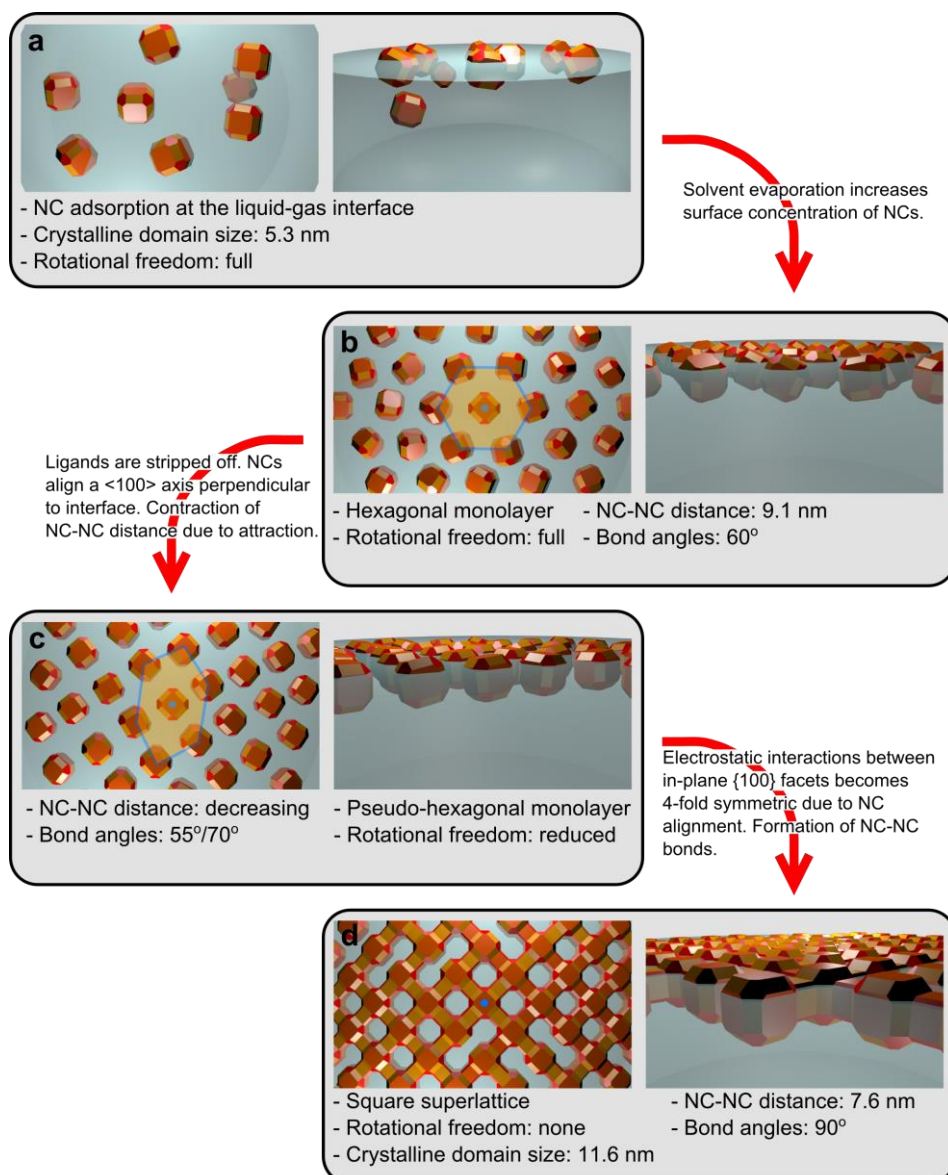 a
- NC adsorption at the liquid-gas interface
- Crystalline domain size: 5.3 nm
- Rotational freedom: full
Solvent evaporation increases
surface concentration of NCs.
b
- Hexagonal monolayer
- Rotational freedom: full
- NC-NC distance: 9.1 nm
- Bond angles: 60º
Ligands are stripped off. NCs
align a <100> axis perpendicular
to interface. Contraction of
NC-NC distance due to attraction.
c
- NC-NC distance: decreasing
- Bond angles: 55º/70º
- Pseudo-hexagonal monolayer
- Rotational freedom: reduced
Electrostatic interactions between
in-plane {100} facets becomes
4-fold symmetric due to NC
alignment. Formation of NC-NC
bonds.
d
- Square superlattice
- Rotational freedom: none
- Crystalline domain size: 11.6 nm
- NC-NC distance: 7.6 nm
- Bond angles: 90º